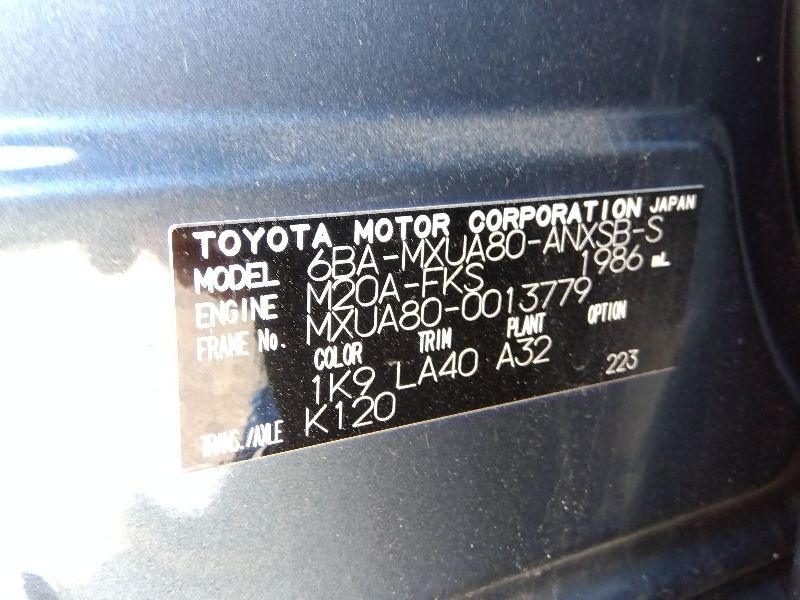 TOYOTA MOTOR CORPORATION JAPAN
MODEL 6BA-MXUA80-ANXSB-S
ENGINE M20A-FKS 1986 mL
FRAME No. MXUA80-0013779
COLOR TRIM PLANT OPTION
1K9 LA40 A32 223
TRANS./AXLE K120